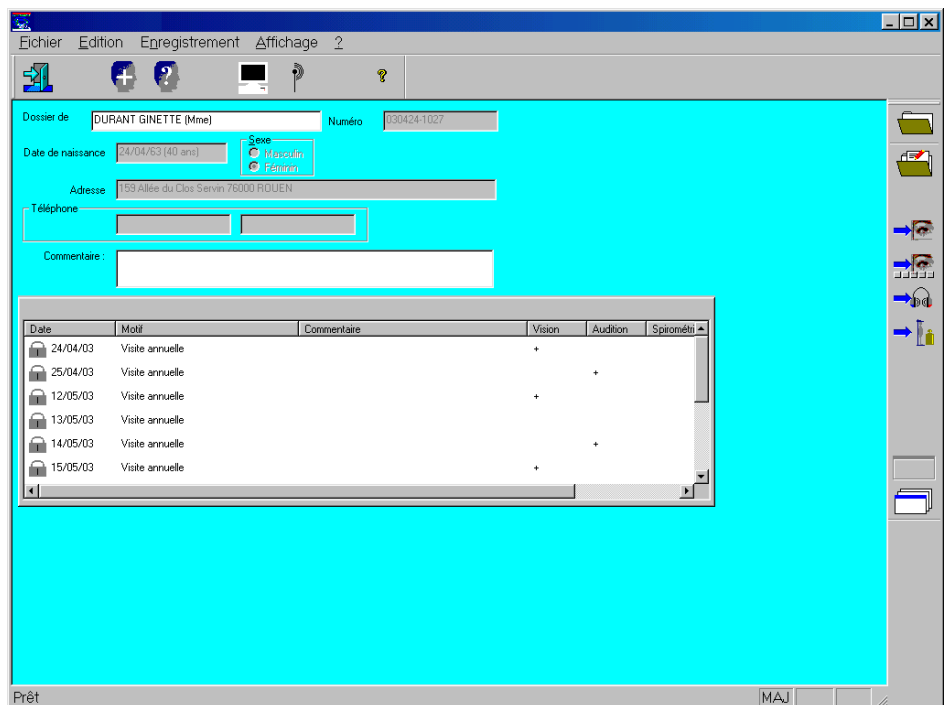 Fichier Edition Enregistrement Affichage ?
Dossier de DURANT GINETTE (Mme) Numéro 030424-1027
Date de naissance 24/04/63 (40 ans) Sexe Masculin
Féminin
Adresse 159 Allée du Clos Servin 76000 ROUEN
Téléphone
Commentaire :
Date Motif Commentaire Vision Audition Spirométri
24/04/03 Visite annuelle +
25/04/03 Visite annuelle +
12/05/03 Visite annuelle +
13/05/03 Visite annuelle
14/05/03 Visite annuelle +
15/05/03 Visite annuelle +
Prêt MAJ